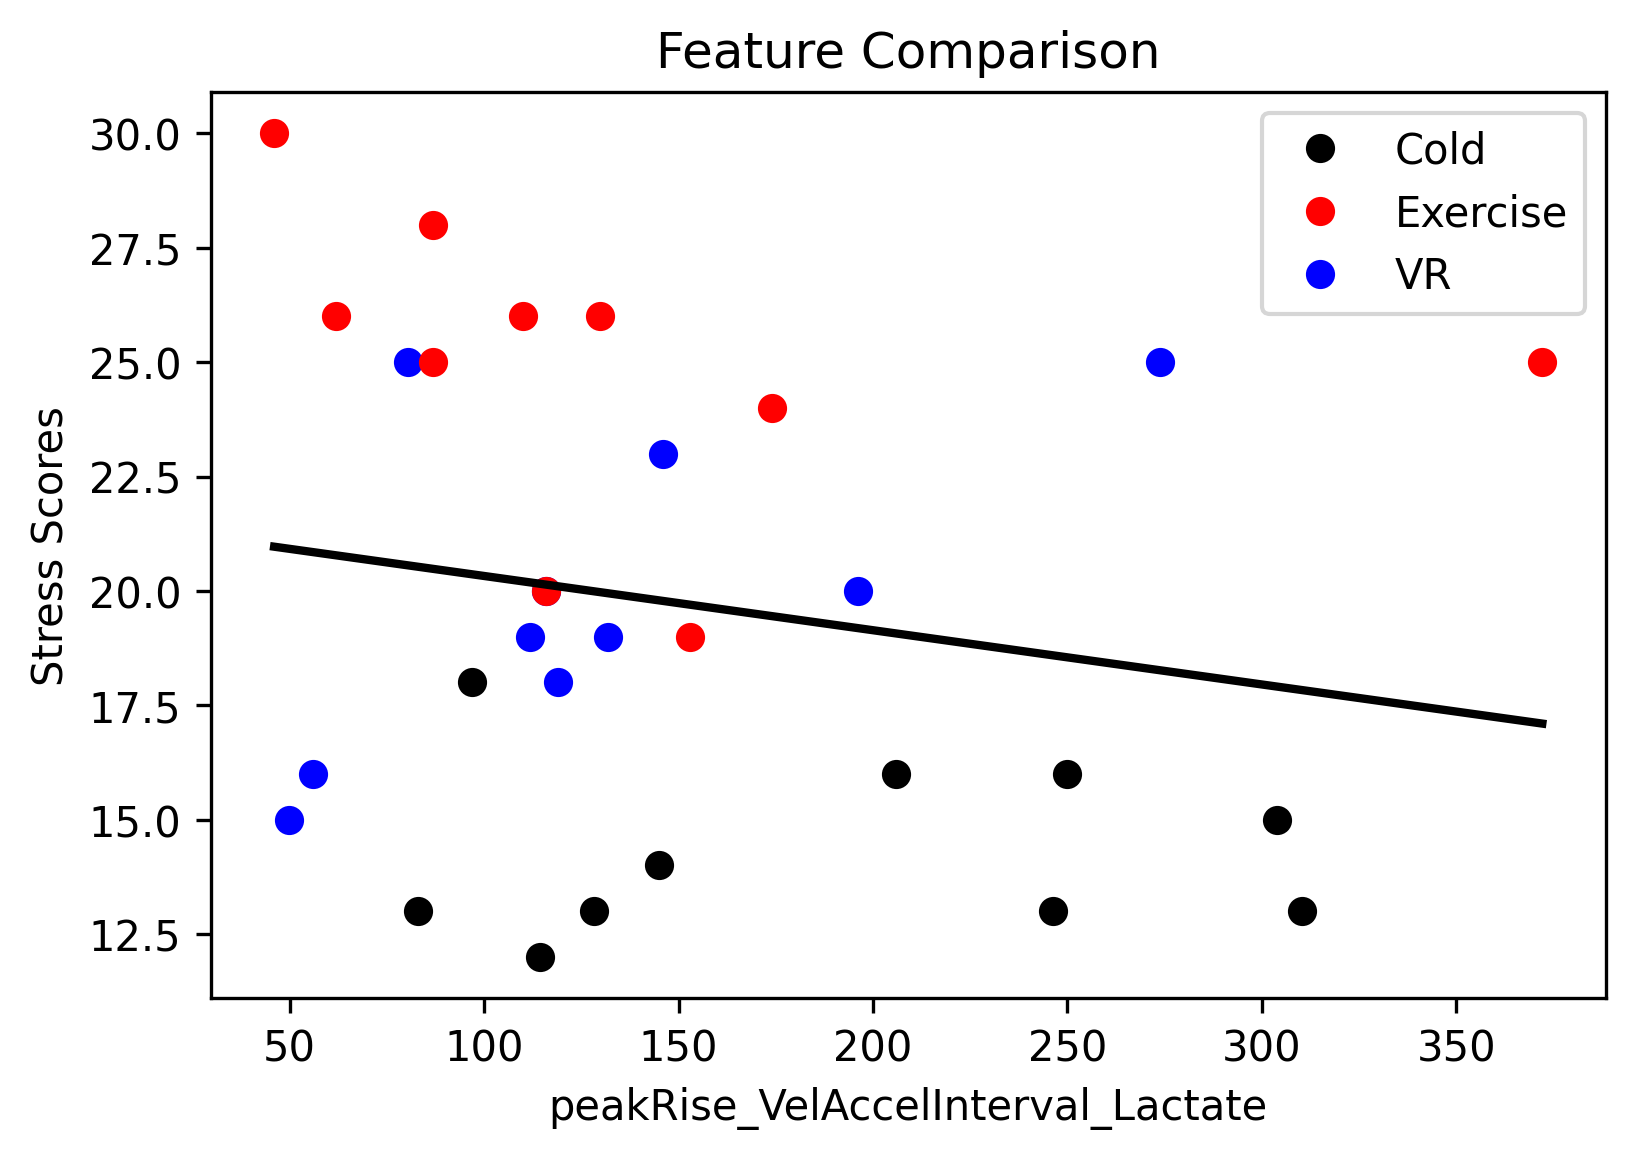 Feature Comparison
30.0
27.5
25.0
22.5
20.0
17.5
15.0
12.5
Stress Scores
Cold
Exercise
VR
50 100 150 200 250 300 350
peakRise_VelAccelInterval_Lactate